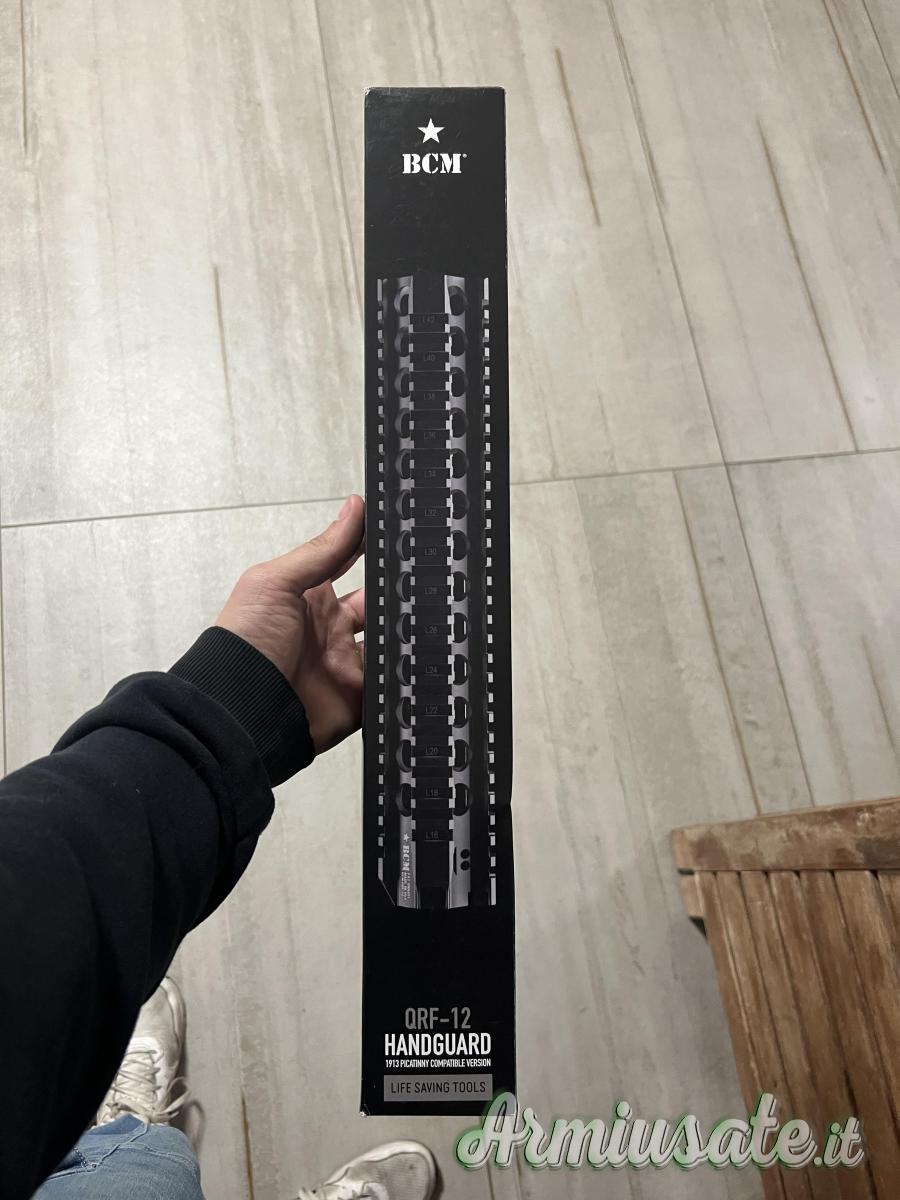 BCM®
L42
L40
L38
L36
L34
L32
L30
L28
L26
L24
L22
L20
L18
L16
BCM
QRF-12
HANDGUARD
1913 PICATINNY COMPATIBLE VERSION
LIFE SAVING TOOLS
Armiusate.it